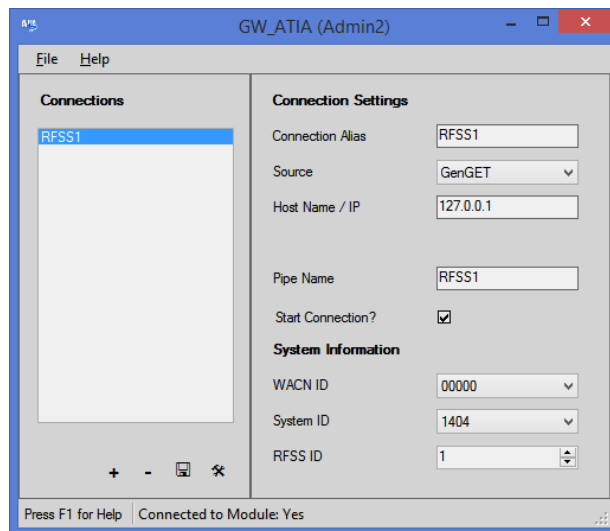 GW_ATIA (Admin2)
File Help
Connections
RFSS1
Connection Settings
Connection Alias RFSS1
Source GenGET
Host Name / IP 127.0.0.1
Pipe Name RFSS1
Start Connection?
System Information
WACN ID 00000
System ID 1404
RFSS ID 1
+ -
Press F1 for Help Connected to Module: Yes